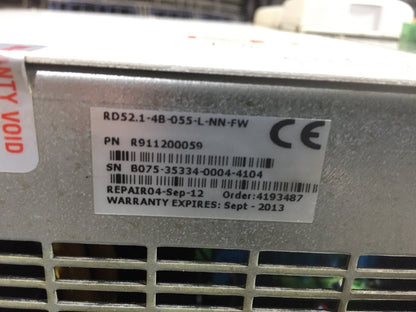 RD52.1-4B-055-L-NN-FW
CE
PN R911200059
SN B075-35334-0004-4104
REPAIR04-Sep-12 Order:4193487
WARRANTY EXPIRES: Sept - 2013
NTY VOID